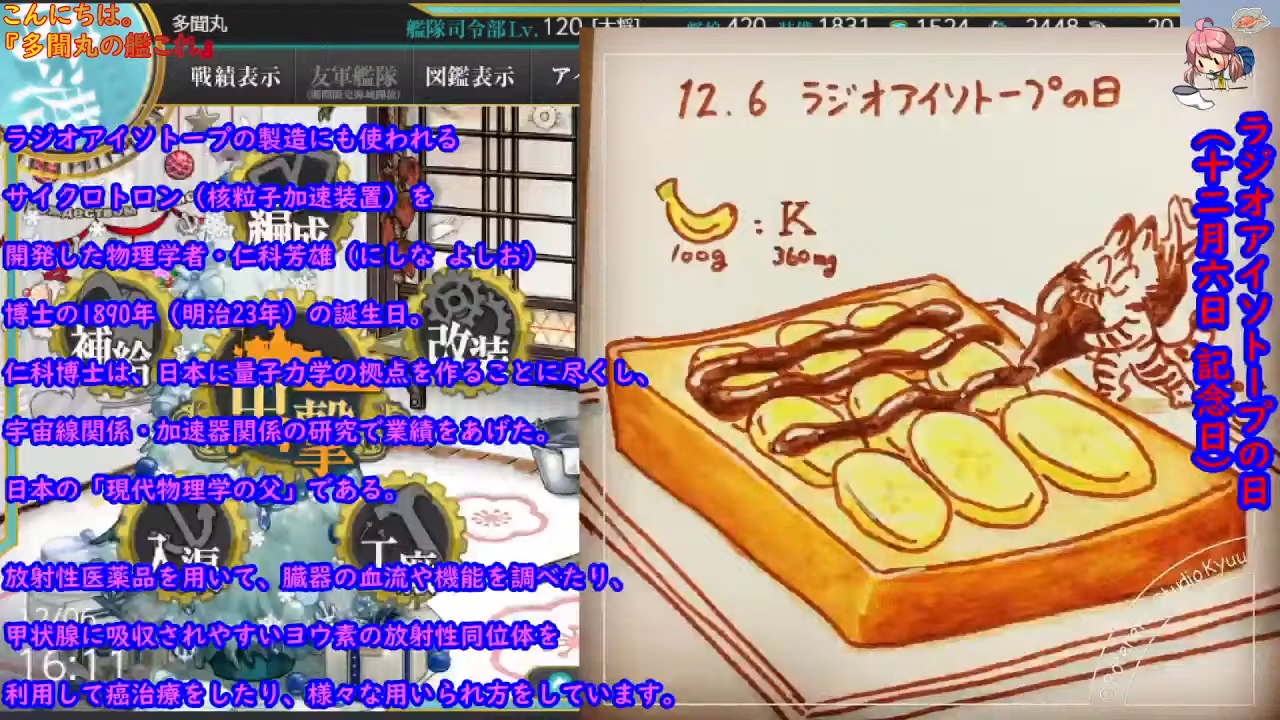 こんにちは。
『多聞丸の艦これ』
多聞丸
艦隊司令部Lv. 120 [大将]
420
1831
1524
2448
20
戦績表示
友軍艦隊
図鑑表示
ラジオアイソトープの製造にも使われる
サイクロトロン（核粒子加速装置）を
開発した物理学者・仁科芳雄（にしな よしお）
博士の1890年（明治23年）の誕生日。
仁科博士は、日本に量子力学の拠点を作ることに尽くし、
宇宙線関係・加速器関係の研究で業績をあげた。
日本の「現代物理学の父」である。
放射性医薬品を用いて、臓器の血流や機能を調べたり、
甲状腺に吸収されやすいヨウ素の放射性同位体を
利用して癌治療をしたり、様々な用いられ方をしています。
編成
補給
改装
出撃
入渠
工廠
12/06
16:11
12.6 ラジオアイソトープの日
: K
100g 360mg
ラジオアイソトープの日
（十二月六日 記念日）
studioKyuu